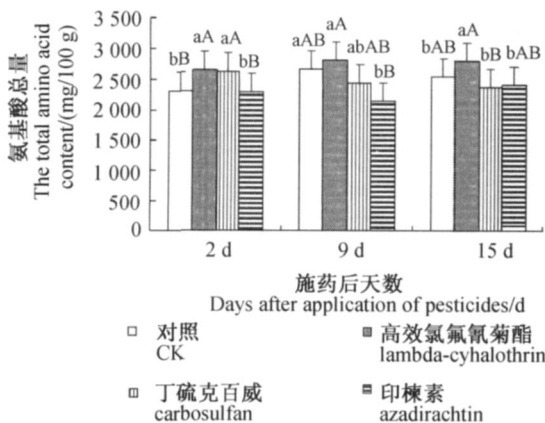 氨基酸总量
The total amino acid
content/(mg/100 g)
3 500
3 000
2 500
2 000
1 500
1 000
500
0
bB aA aA bB
aAB aA abAB bB
bAB aA bB bAB
2 d 9 d 15 d
施药后天数
Days after application of pesticides/d
对照
CK
高效氯氟氰菊酯
lambda-cyhalothrin
丁硫克百威
carbosulfan
印楝素
azadirachtin